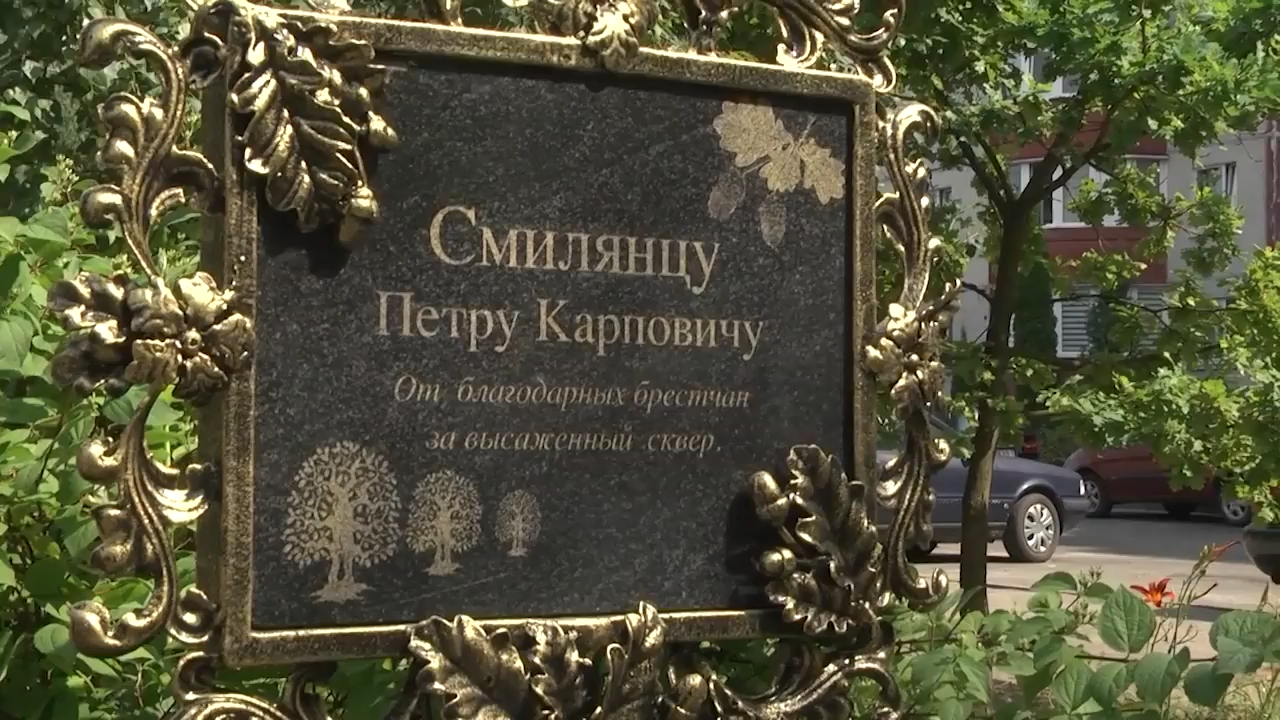 Смилянцу
Петру Карповичу
От благодарных брестчан
за высаженный сквер.